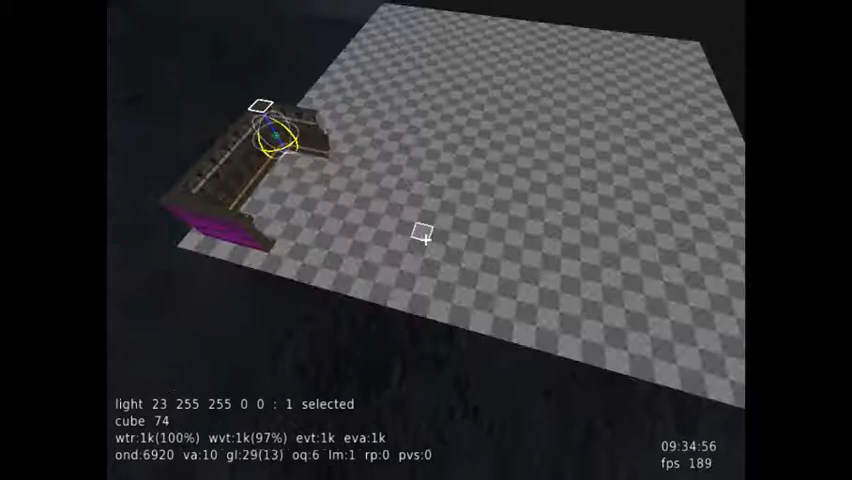 light 23 255 255 0 0 : 1 selected
cube 74
wtr:1k(100%) wvt:1k(97%) evt:1k eva:1k
ond:6920 va:10 gl:29(13) oq:6 lm:1 rp:0 pvs:0
09:34:56
fps 189